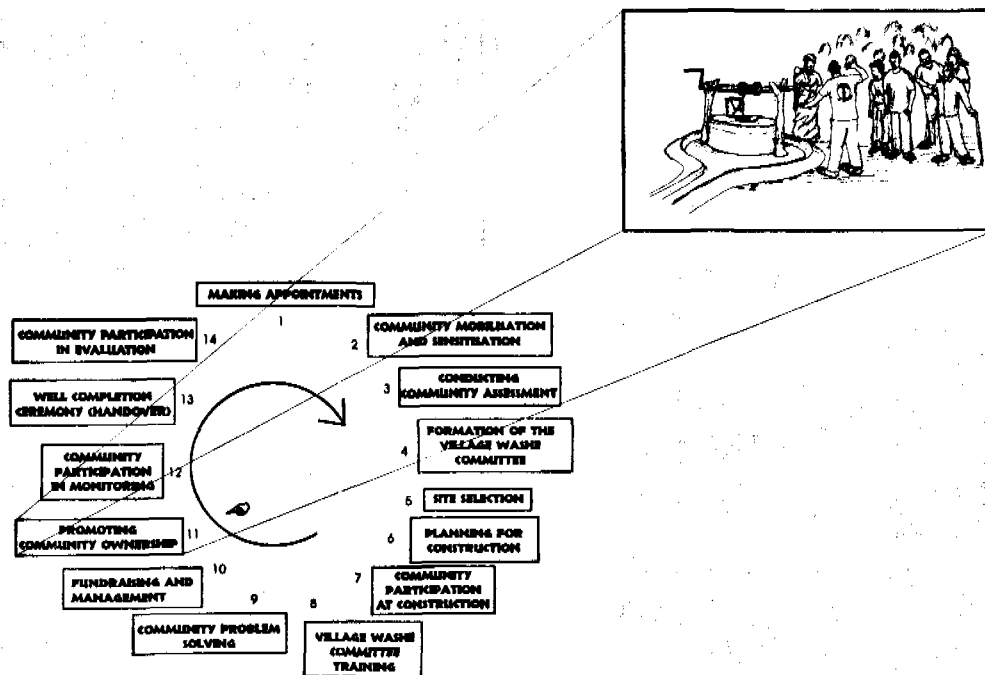 MAKING APPOINTMENTS
1
COMMUNITY MOBILISATION
AND SENSITISATION
2
CONDUCTING
COMMUNITY ASSESSMENT
3
FORMATION OF THE
VILLAGE WASHE
COMMITTEE
4
SITE SELECTION
5
PLANNING FOR
CONSTRUCTION
6
COMMUNITY
PARTICIPATION
AT CONSTRUCTION
7
VILLAGE WASHE
COMMITTEE
TRAINING
8
COMMUNITY PROBLEM
SOLVING
9
FUNDRAISING AND
MANAGEMENT
10
PROMOTING
COMMUNITY OWNERSHIP
11
COMMUNITY
PARTICIPATION
IN MONITORING
12
WELL COMPLETION
CEREMONY (HANDOVER)
13
COMMUNITY PARTICIPATION
IN EVALUATION
14